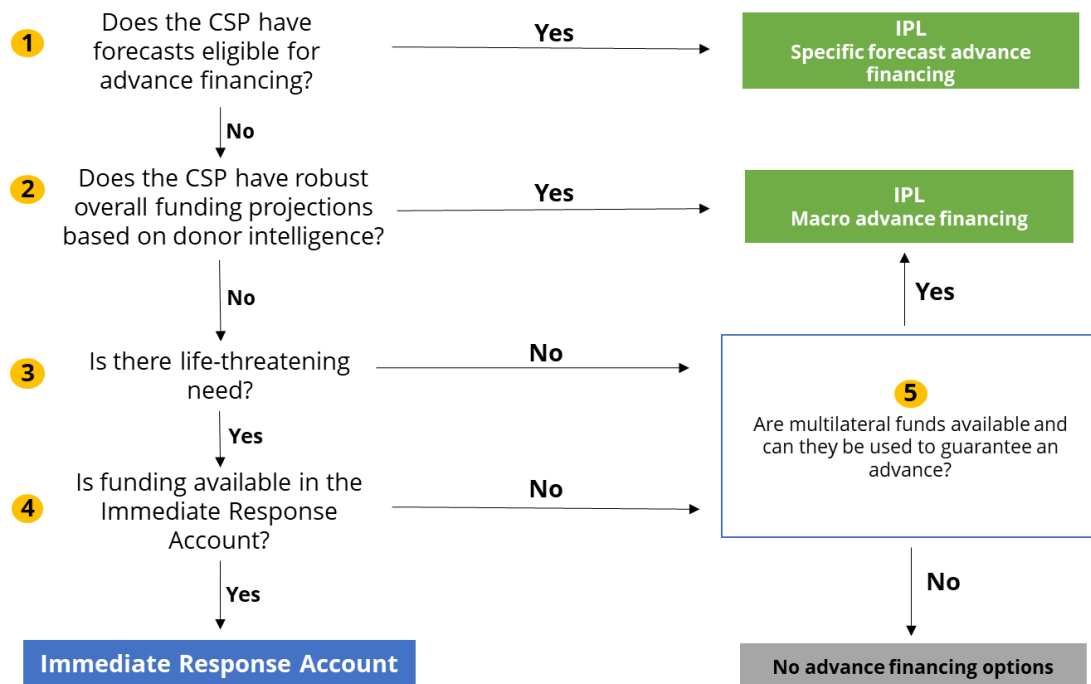 1
Does the CSP have
forecasts eligible for
advance financing?
Yes
IPL
Specific forecast advance
financing
No
2
Does the CSP have robust
overall funding projections
based on donor intelligence?
Yes
IPL
Macro advance financing
No
Yes
3
Is there life-threatening
need?
No
5
Are multilateral funds available and
can they be used to guarantee an
advance?
Yes
4
Is funding available in the
Immediate Response
Account?
No
No
Yes
Immediate Response Account
No advance financing options